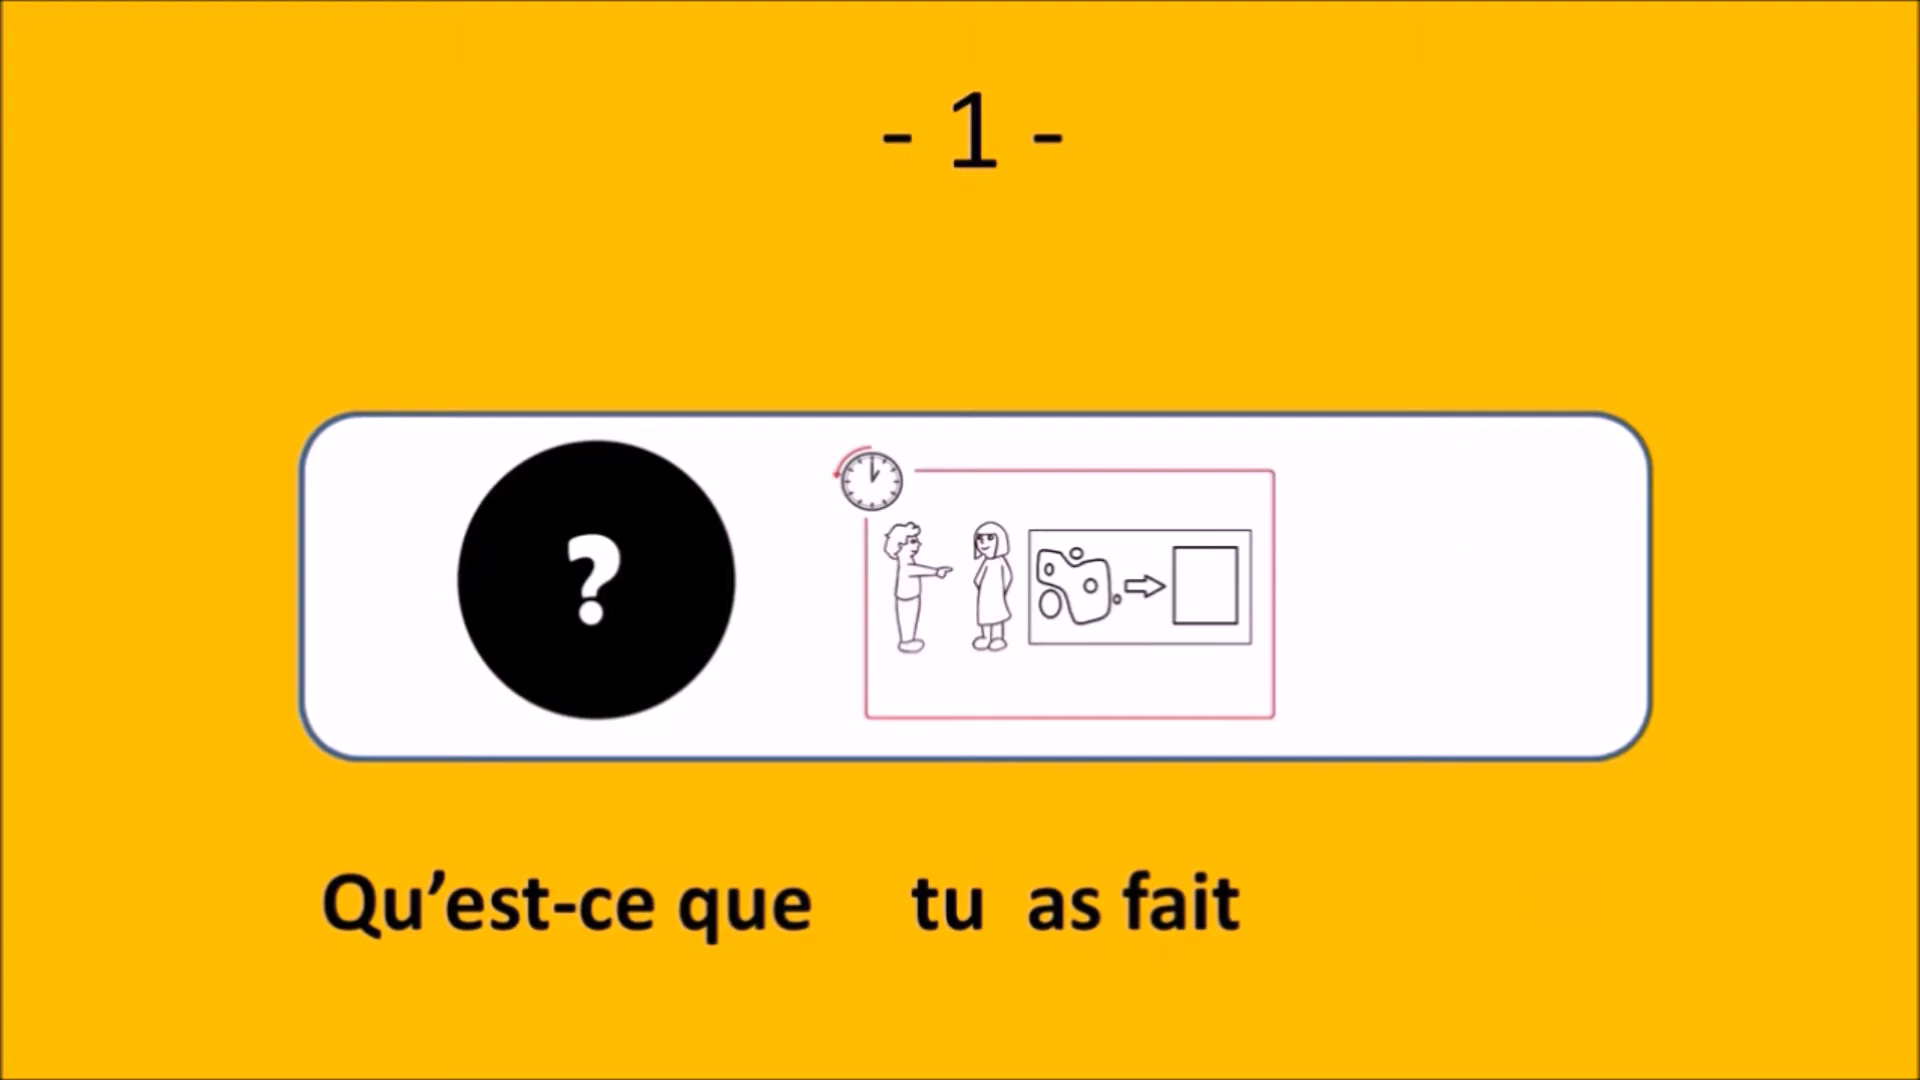 - 1 -
?
Qu’est-ce que tu as fait